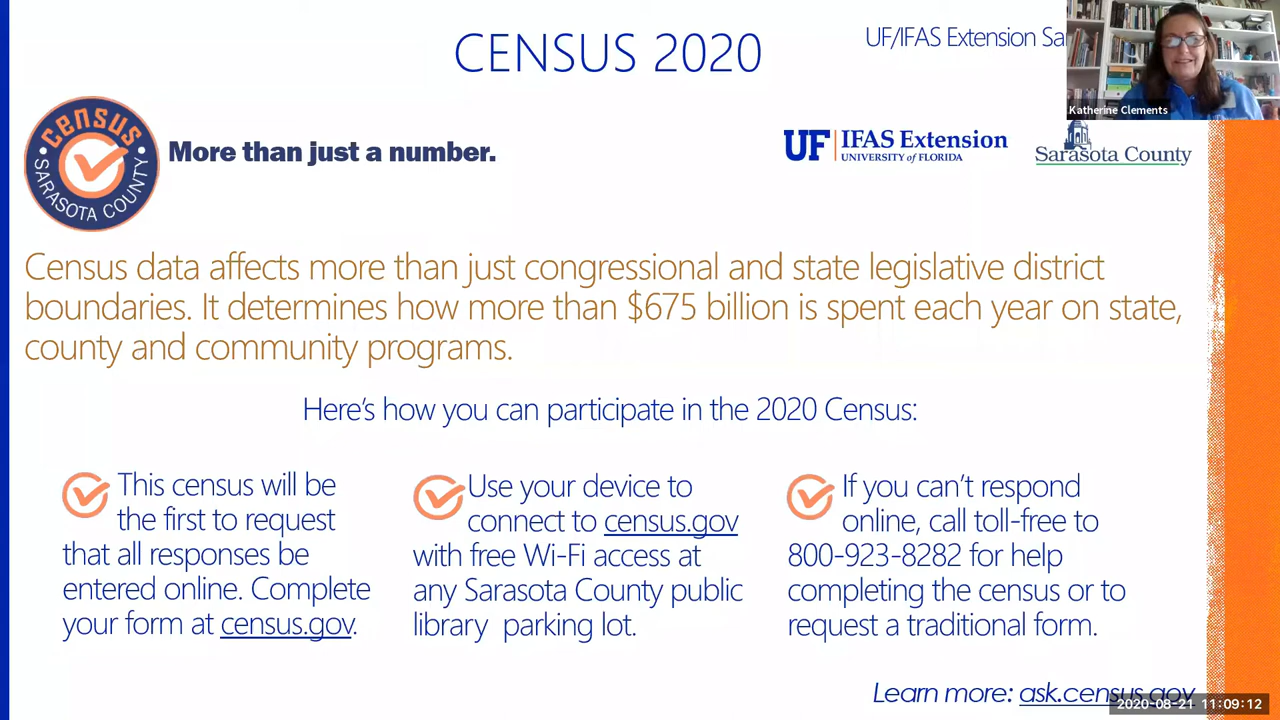 CENSUS 2020
UF/IFAS Extension Sa
Katherine Clements
CENSUS
SARASOTA COUNTY
More than just a number.
UF IFAS Extension
UNIVERSITY of FLORIDA
Sarasota County
Census data affects more than just congressional and state legislative district
boundaries. It determines how more than $675 billion is spent each year on state,
county and community programs.
Here's how you can participate in the 2020 Census:
This census will be
the first to request
that all responses be
entered online. Complete
your form at census.gov.
Use your device to
connect to census.gov
with free Wi-Fi access at
any Sarasota County public
library parking lot.
If you can't respond
online, call toll-free to
800-923-8282 for help
completing the census or to
request a traditional form.
Learn more: ask.census.gov
2020-08-21 11:09:12